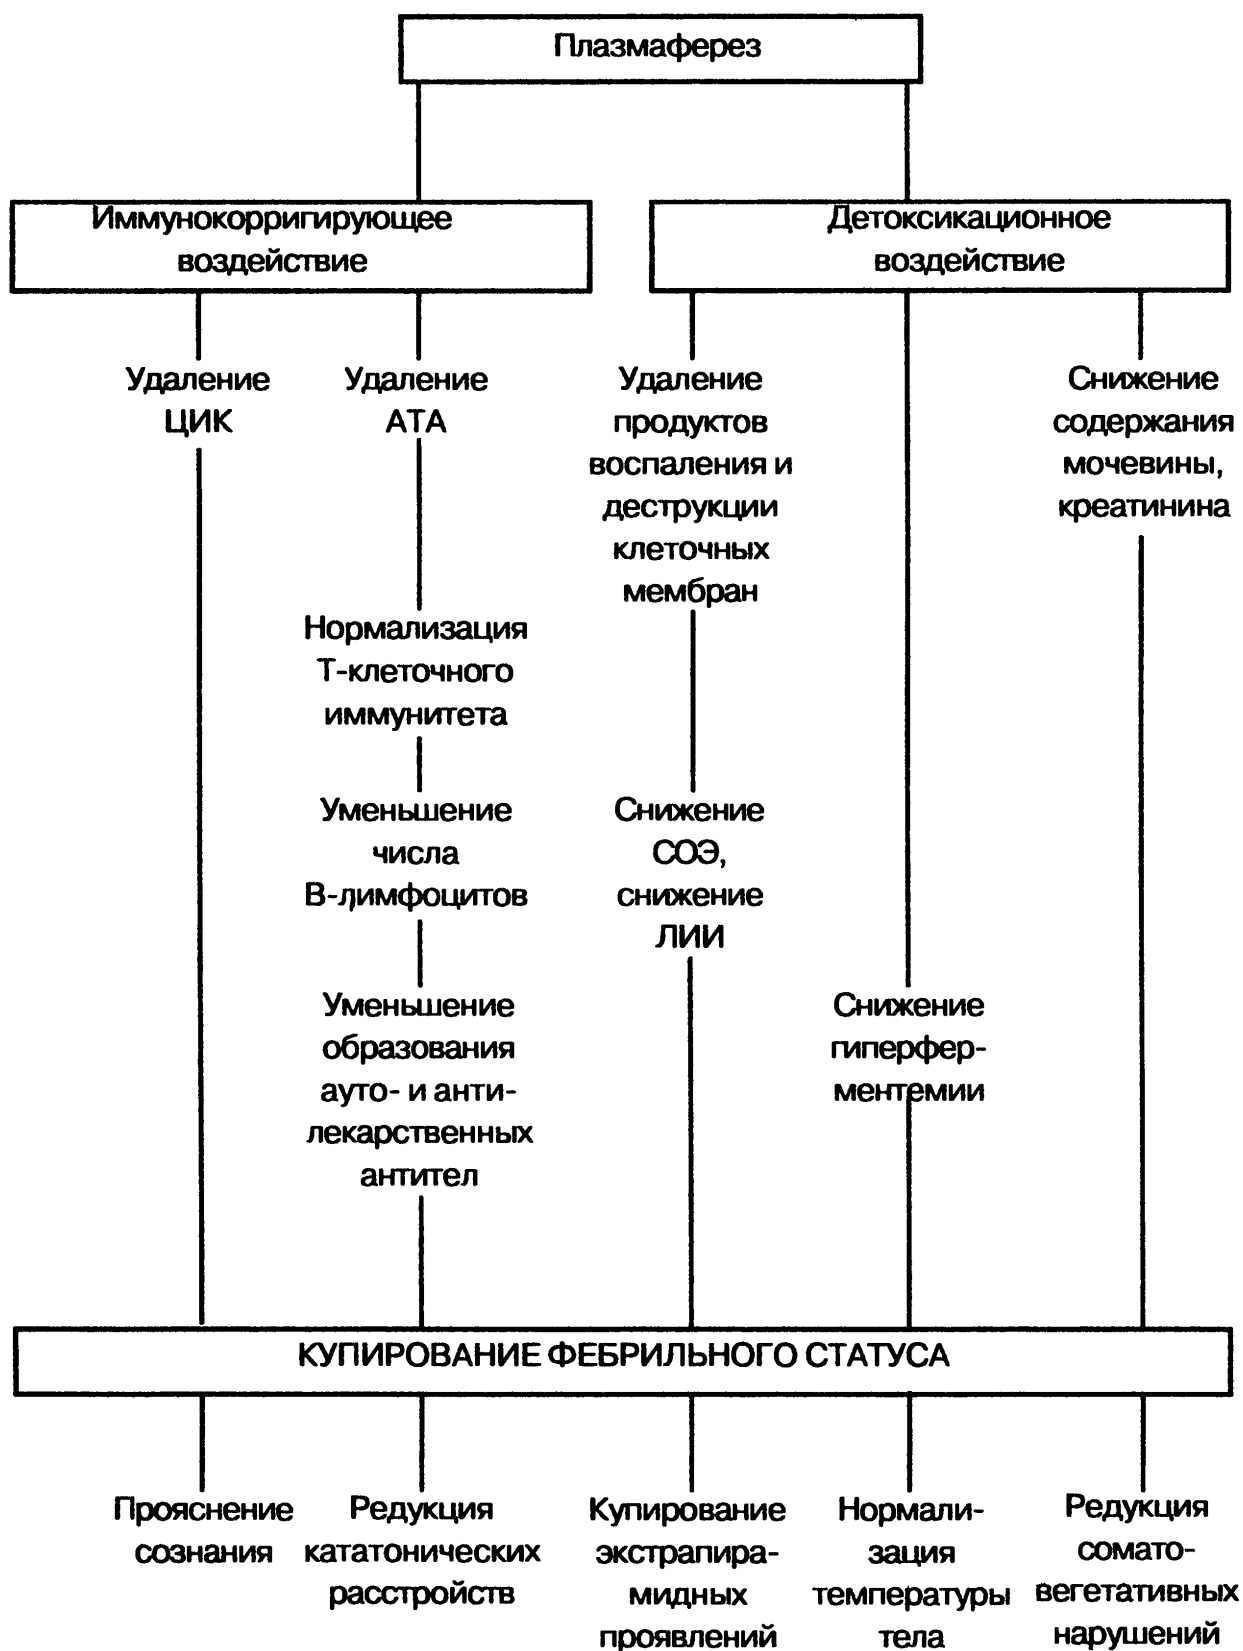 Плазмаферез
Иммунокорригирующее
воздействие
Детоксикационное
воздействие
Удаление
ЦИК
Удаление
АТА
Удаление
продуктов
воспаления и
деструкции
клеточных
мембран
Снижение
содержания
мочевины,
креатинина
Нормализация
Т-клеточного
иммунитета
Уменьшение
числа
В-лимфоцитов
Снижение
СОЭ,
снижение
ЛИИ
Уменьшение
образования
ауто- и анти-
лекарственных
антител
Снижение
гиперфер-
ментемии
КУПИРОВАНИЕ ФЕБРИЛЬНОГО СТАТУСА
Прояснение
сознания
Редукция
кататонических
расстройств
Купирование
экстрапира-
мидных
проявлений
Нормали-
зация
температуры
тела
Редукция
сомато-
вегетативных
нарушений